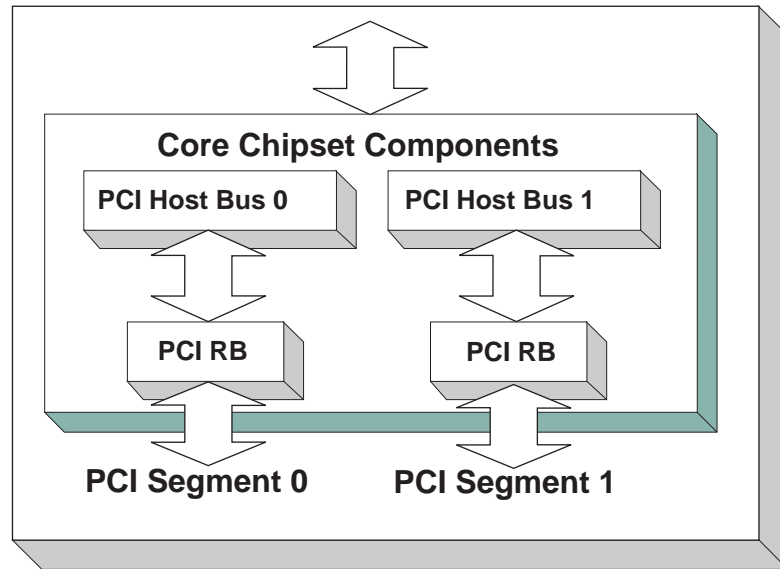 Core Chipset Components
PCI Host Bus 0
PCI Host Bus 1
PCI RB
PCI RB
PCI Segment 0
PCI Segment 1